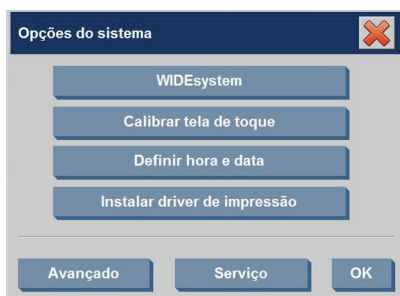 Opções do sistema
WIDEsystem
Calibrar tela de toque
Definir hora e data
Instalar driver de impressão
Avançado Serviço OK